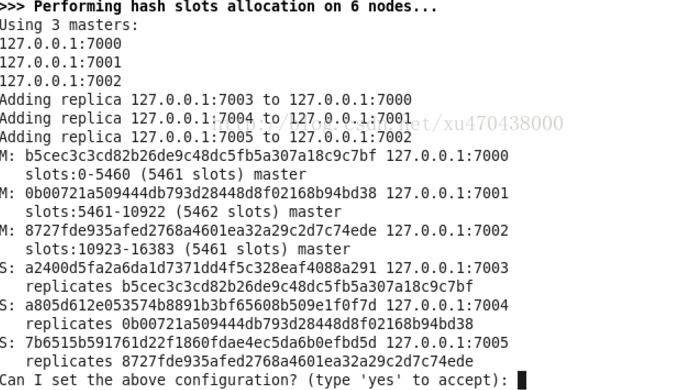 >>> Performing hash slots allocation on 6 nodes...
Using 3 masters:
127.0.0.1:7000
127.0.0.1:7001
127.0.0.1:7002
Adding replica 127.0.0.1:7003 to 127.0.0.1:7000
Adding replica 127.0.0.1:7004 to 127.0.0.1:7001
http://blog.csdn.net/xu470438000
Adding replica 127.0.0.1:7005 to 127.0.0.1:7002
M: b5cec3c3cd82b26de9c48dc5fb5a307a18c9c7bf 127.0.0.1:7000
slots:0-5460 (5461 slots) master
M: 0b00721a509444db793d28448d8f02168b94bd38 127.0.0.1:7001
slots:5461-10922 (5462 slots) master
M: 8727fde935afed2768a4601ea32a29c2d7c74ede 127.0.0.1:7002
slots:10923-16383 (5461 slots) master
S: a2400d5fa2a6da1d7371dd4f5c328eaf4088a291 127.0.0.1:7003
replicates b5cec3c3cd82b26de9c48dc5fb5a307a18c9c7bf
S: a805d612e053574b8891b3bf65608b509e1f0f7d 127.0.0.1:7004
replicates 0b00721a509444db793d28448d8f02168b94bd38
S: 7b6515b591761d22f1860fdae4ec5da6b0efbd5d 127.0.0.1:7005
replicates 8727fde935afed2768a4601ea32a29c2d7c74ede
Can I set the above configuration? (type 'yes' to accept):